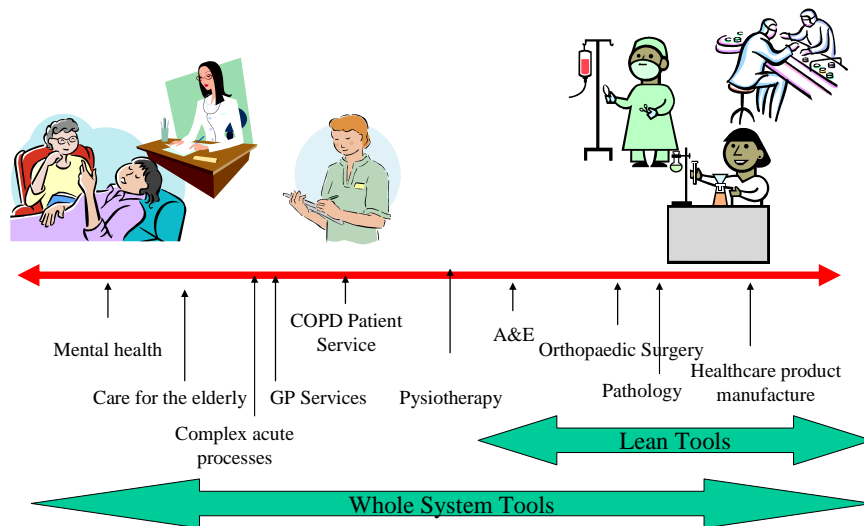 COPD Patient
Service
A&E
Orthopaedic Surgery
Mental health
Healthcare product
manufacture
Care for the elderly
GP Services
Pysiotherapy
Pathology
Complex acute
processes
Lean Tools
Whole System Tools